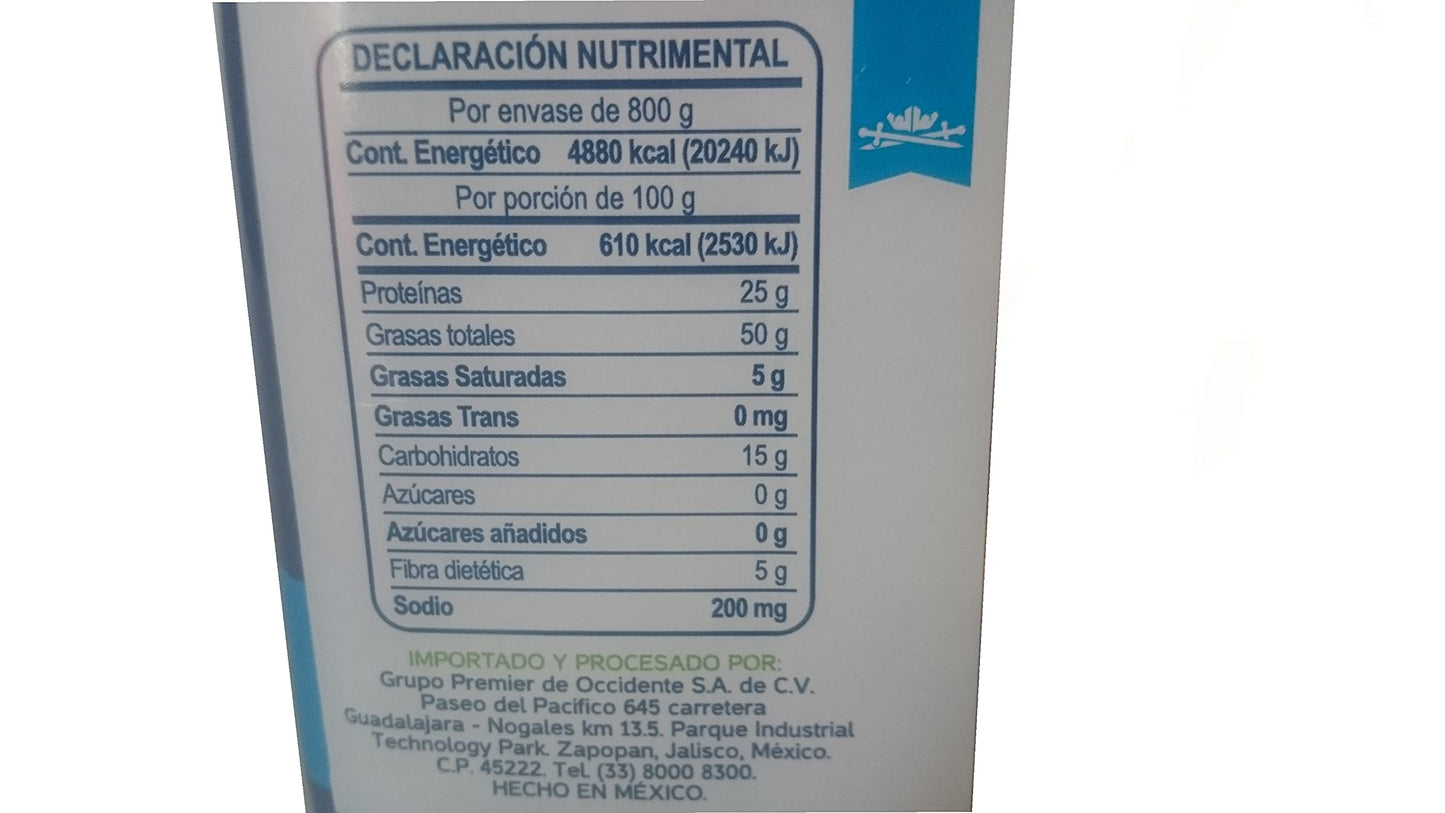 DECLARACIÓN NUTRIMENTAL
Por envase de 800 g
Cont. Energético 4880 kcal (20240 kJ)
Por porción de 100 g
Cont. Energético 610 kcal (2530 kJ)
Proteínas 25 g
Grasas totales 50 g
Grasas Saturadas 5 g
Grasas Trans 0 mg
Carbohidratos 15 g
Azúcares 0 g
Azúcares añadidos 0 g
Fibra dietética 5 g
Sodio 200 mg
IMPORTADO Y PROCESADO POR:
Grupo Premier de Occidente S.A. de C.V.
Paseo del Pacifico 645 carretera
Guadalajara - Nogales km 13.5. Parque Industrial
Technology Park. Zapopan, Jalisco, México.
C.P. 45222. Tel. (33) 8000 8300.
HECHO EN MÉXICO.